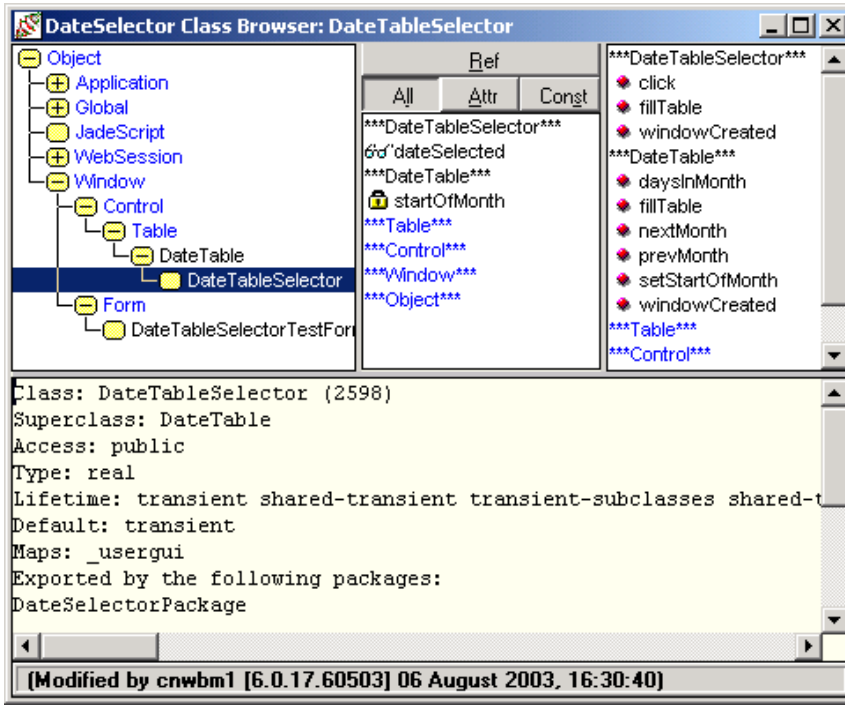 DateSelector Class Browser: DateTableSelector
Object
Application
Global
JadeScript
WebSession
Window
Control
Table
DateTable
DateTableSelector
Form
DateTableSelectorTestFor
Ref
All Attr Const
***DateTableSelector***
dateSelected
***DateTable***
startOfMonth
***Table***
***Control***
***Window***
***Object***
***DateTableSelector***
click
fillTable
windowCreated
***DateTable***
daysInMonth
fillTable
nextMonth
prevMonth
setStartOfMonth
windowCreated
***Table***
***Control***
Class: DateTableSelector (2598)
Superclass: DateTable
Access: public
Type: real
Lifetime: transient shared-transient transient-subclasses shared-t
Default: transient
Maps: _usergui
Exported by the following packages:
DateSelectorPackage
(Modified by cnwbm1 [6.0.17.60503] 06 August 2003, 16:30:40)